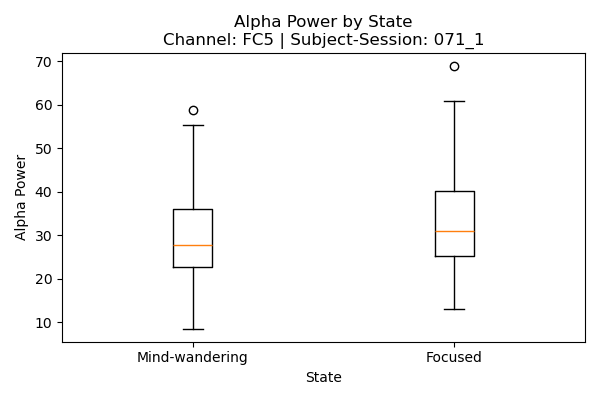 Alpha Power by State
Channel: FC5 | Subject-Session: 071_1
Alpha Power
70
60
50
40
30
20
10
Mind-wandering
Focused
State